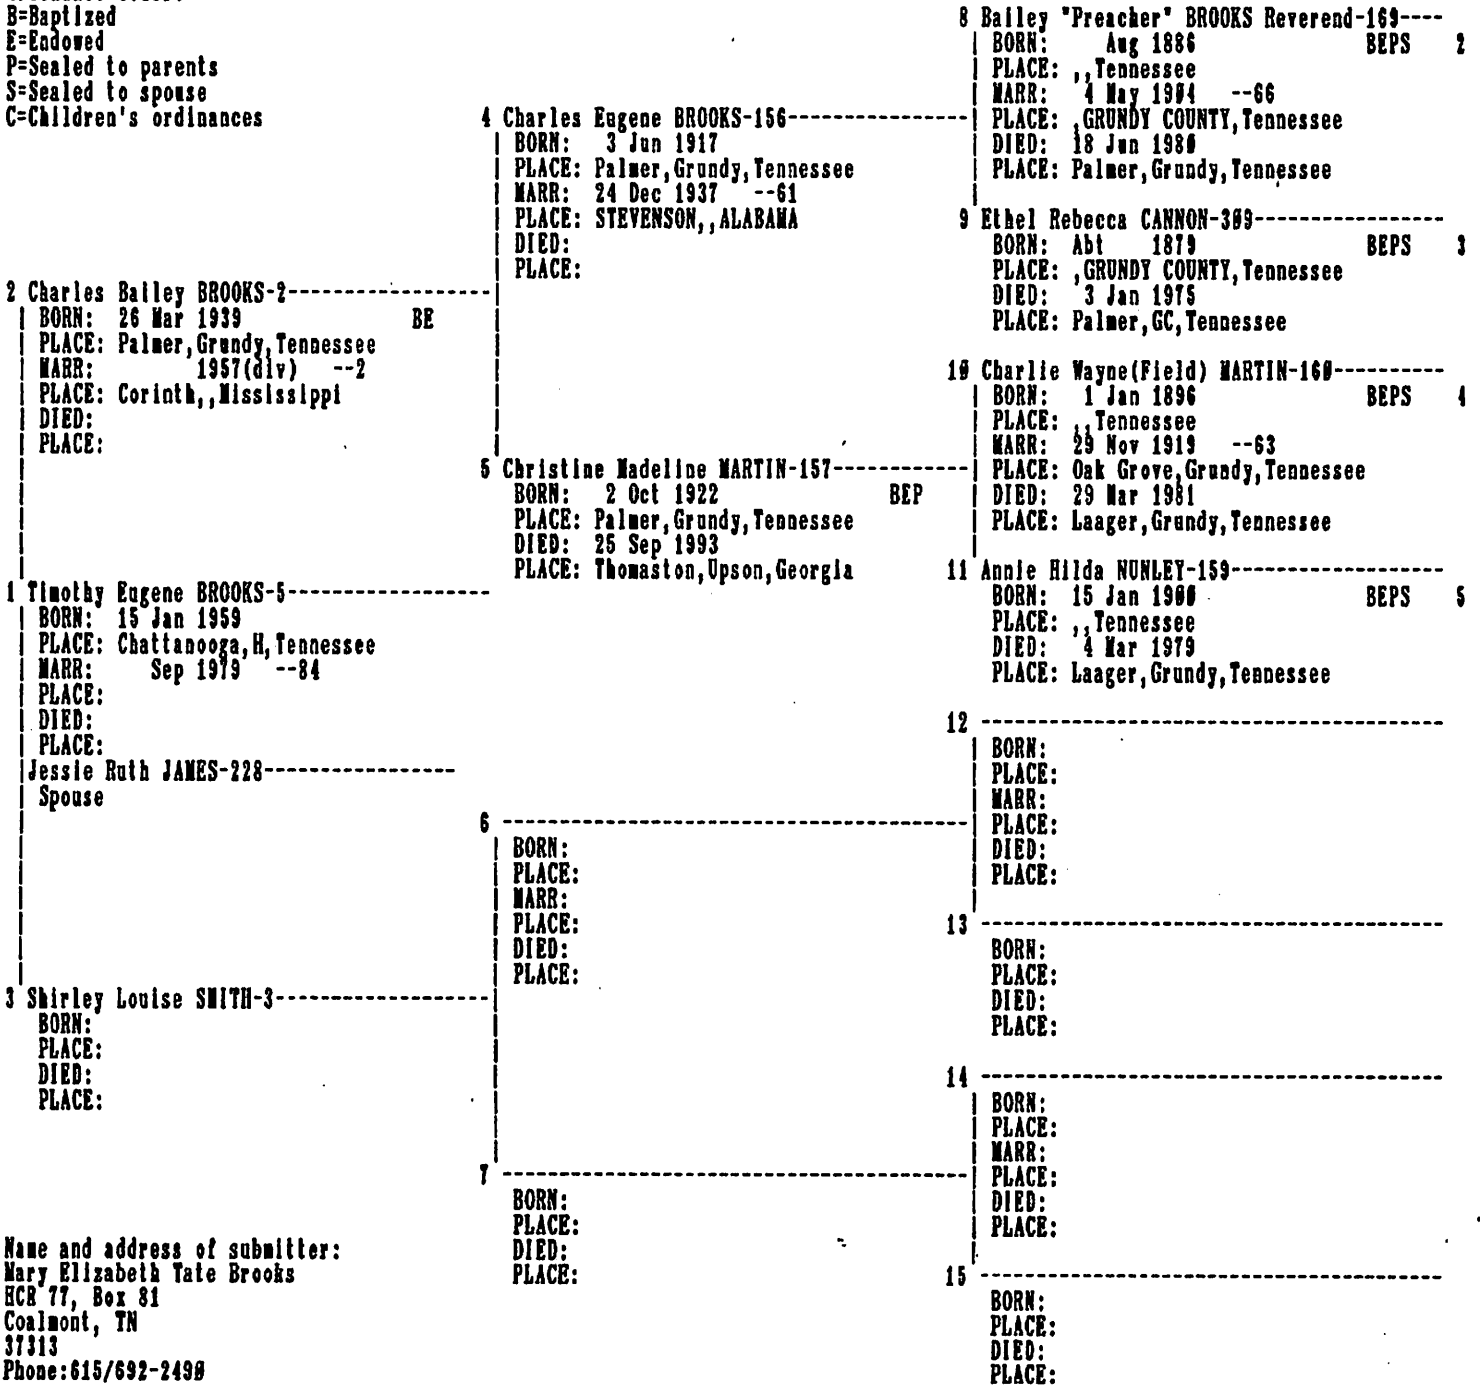 B=Baptized
E=Endowed
P=Sealed to parents
S=Sealed to spouse
C=Children's ordinances
8 Bailey "Preacher" BROOKS Reverend-169----
BORN: Aug 1886 BEPS 2
PLACE: ,,Tennessee
MARR: 4 May 1904 --66
PLACE: ,GRUNDY COUNTY,Tennessee
DIED: 18 Jun 1980
PLACE: Palmer,Grundy,Tennessee
4 Charles Eugene BROOKS-156----------------
BORN: 3 Jun 1917
PLACE: Palmer,Grundy,Tennessee
MARR: 24 Dec 1937 --61
PLACE: STEVENSON,,ALABAMA
DIED:
PLACE:
9 Ethel Rebecca CANNON-309----------------
BORN: Abt 1879 BEPS 3
PLACE: ,GRUNDY COUNTY,Tennessee
DIED: 3 Jan 1975
PLACE: Palmer,GC,Tennessee
2 Charles Bailey BROOKS-2------------------
BORN: 26 Mar 1939 BE
PLACE: Palmer,Grundy,Tennessee
MARR: 1957(div) --2
PLACE: Corinth,,Mississippi
DIED:
PLACE:
10 Charlie Wayne(Field) MARTIN-160----------
BORN: 1 Jan 1896 BEPS 4
PLACE: ,,Tennessee
MARR: 29 Nov 1919 --63
PLACE: Oak Grove,Grundy,Tennessee
DIED: 29 Mar 1981
PLACE: Laager,Grundy,Tennessee
5 Christine Madeline MARTIN-157------------
BORN: 2 Oct 1922 BEP
PLACE: Palmer,Grundy,Tennessee
DIED: 25 Sep 1993
PLACE: Thomaston,Upson,Georgia
11 Annie Hilda NUNLEY-159------------------
BORN: 15 Jan 1900 BEPS 5
PLACE: ,,Tennessee
DIED: 4 Mar 1979
PLACE: Laager,Grundy,Tennessee
1 Timothy Eugene BROOKS-5-----------------
BORN: 15 Jan 1959
PLACE: Chattanooga,H,Tennessee
MARR: Sep 1979 --84
PLACE:
DIED:
PLACE:
Jessie Ruth JAMES-228----------------
Spouse
12 ---------------------------------------
BORN:
PLACE:
MARR:
PLACE:
DIED:
PLACE:
6 ---------------------------------------
BORN:
PLACE:
MARR:
PLACE:
DIED:
PLACE:
13 ---------------------------------------
BORN:
PLACE:
DIED:
PLACE:
3 Shirley Louise SMITH-3------------------
BORN:
PLACE:
DIED:
PLACE:
14 ---------------------------------------
BORN:
PLACE:
MARR:
PLACE:
DIED:
PLACE:
7 ---------------------------------------
BORN:
PLACE:
DIED:
PLACE:
15 ---------------------------------------
BORN:
PLACE:
DIED:
PLACE:
Name and address of submitter:
Mary Elizabeth Tate Brooks
HCR 77, Box 81
Coalmont, TN
37313
Phone:615/692-2490